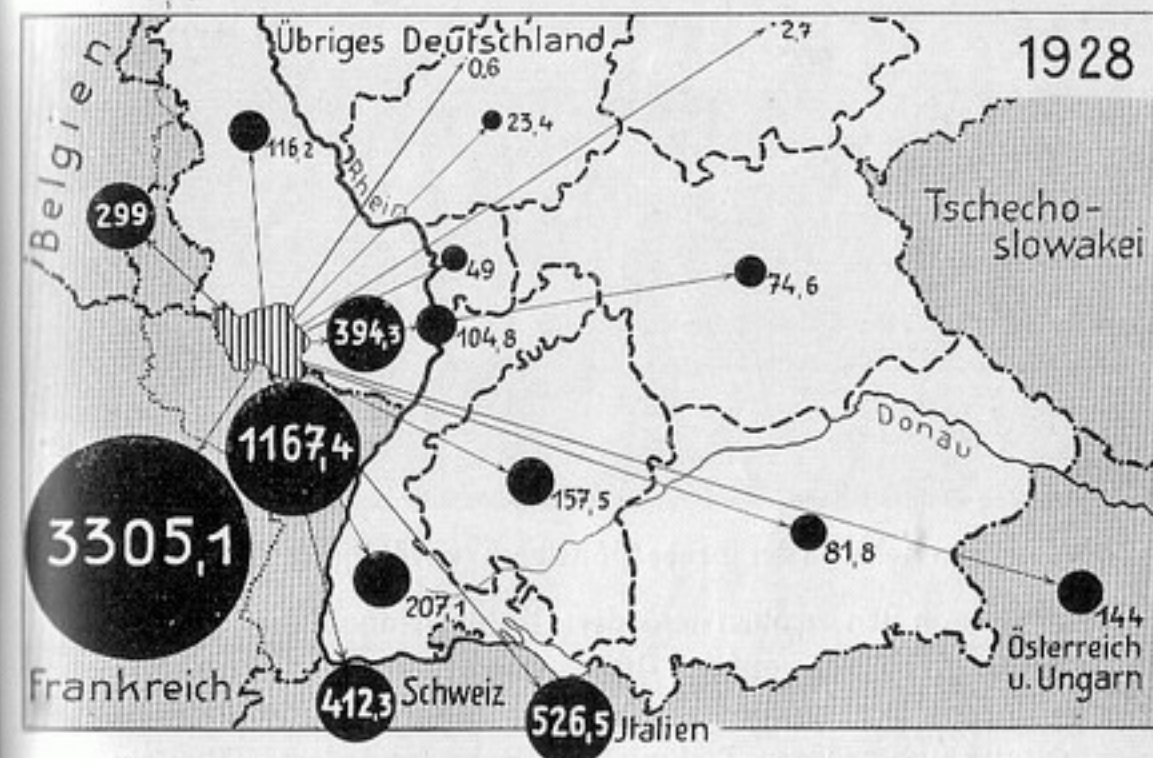 Übriges Deutschland
1928
2,7
0,6
23,4
116,2
Belgien
Rhein
299
Tschecho-
slowakei
49
74,6
394,3
104,8
1167,4
Donau
157,5
3305,1
81,8
207,1
144
Österreich
u. Ungarn
Frankreich
412,3
Schweiz
526,5
Jtalien